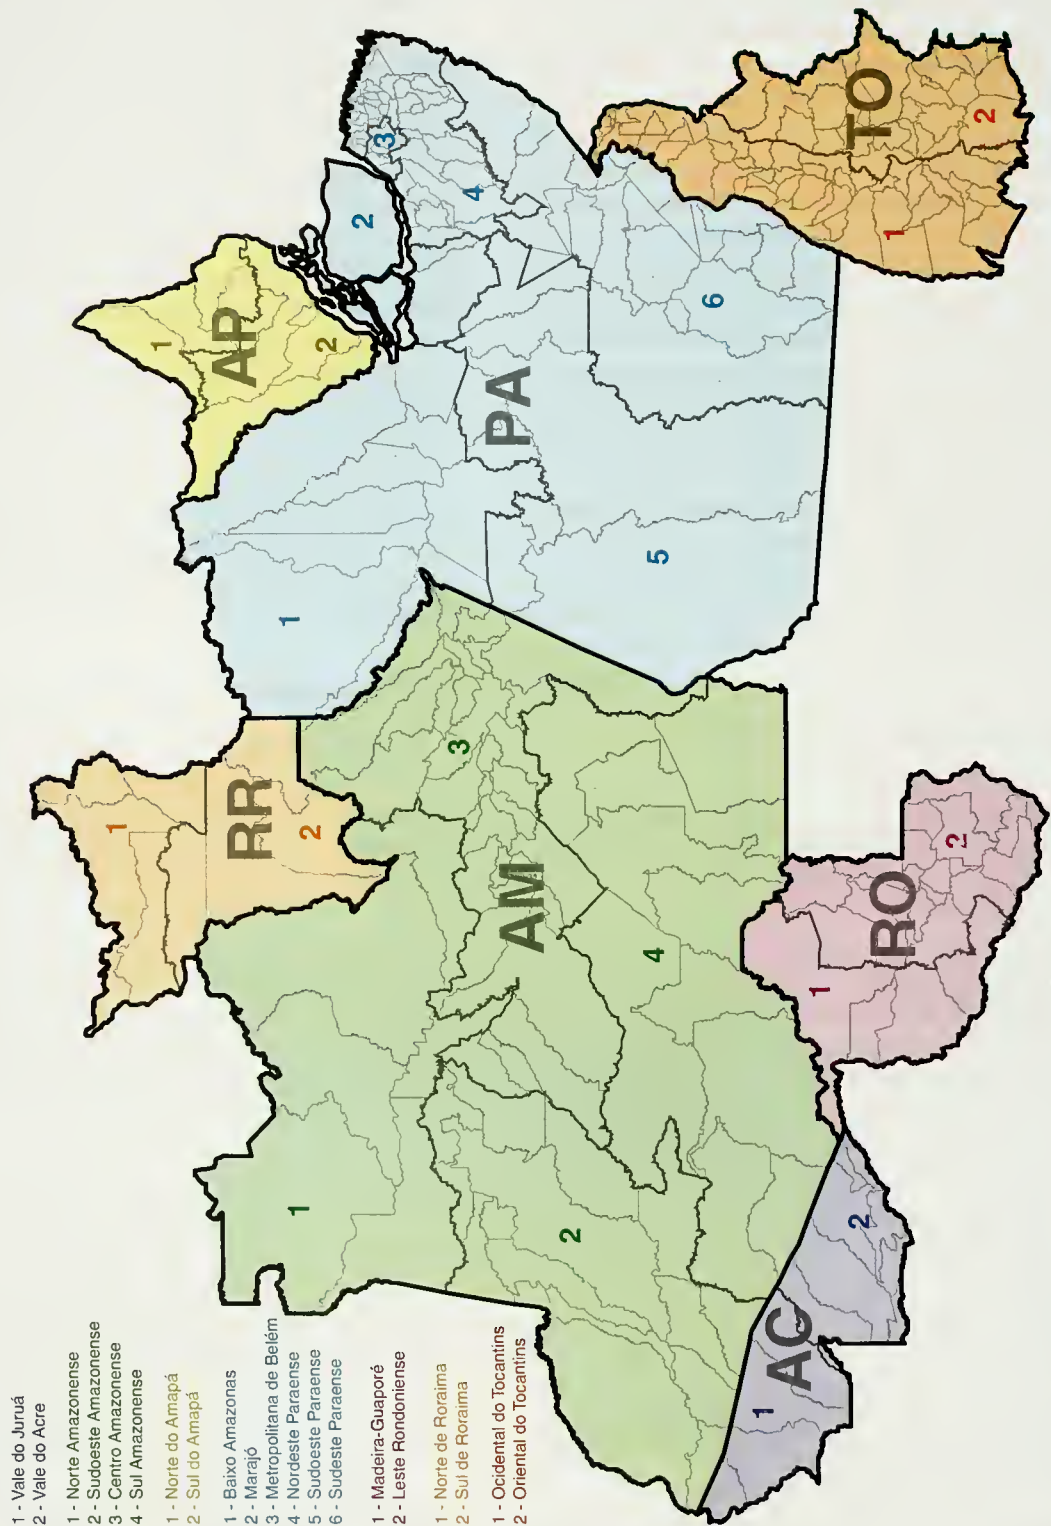 1 - Vale do Juruá
2 - Vale do Acre
1 - Norte Amazonense
2 - Sudoeste Amazonense
3 - Centro Amazonense
4 - Sul Amazonense
1 - Norte do Amapá
2 - Sul do Amapá
1 - Baixo Amazonas
2 - Marajó
3 - Metropolitana de Belém
4 - Nordeste Paraense
5 - Sudoeste Paraense
6 - Sudeste Paraense
1 - Madeira-Guaporé
2 - Leste Rondoniense
1 - Norte de Roraima
2 - Sul de Roraima
1 - Ocidental do Tocantins
2 - Oriental do Tocantins
1
RR
2
1
AP
2
1
2
3
4
PA
5
6
1
2
3
AM
4
1
AC
2
1
RO
2
1
TO
2